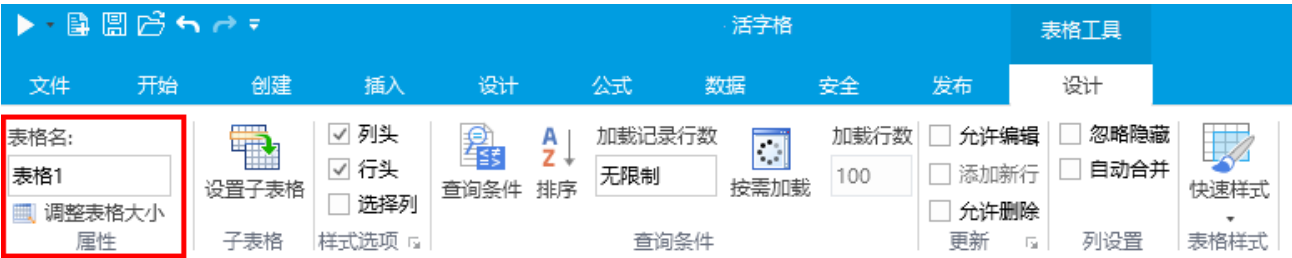 活字格
表格工具
文件 开始 创建 插入 设计 公式 数据 安全 发布 设计
表格名:
表格1
调整表格大小
属性
设置子表格
子表格
列头
行头
选择列
样式选项
查询条件
A
Z
排序
加载记录行数
无限制
按需加载
加载行数
100
查询条件
允许编辑
添加新行
允许删除
更新
忽略隐藏
自动合并
列设置
快速样式
表格样式